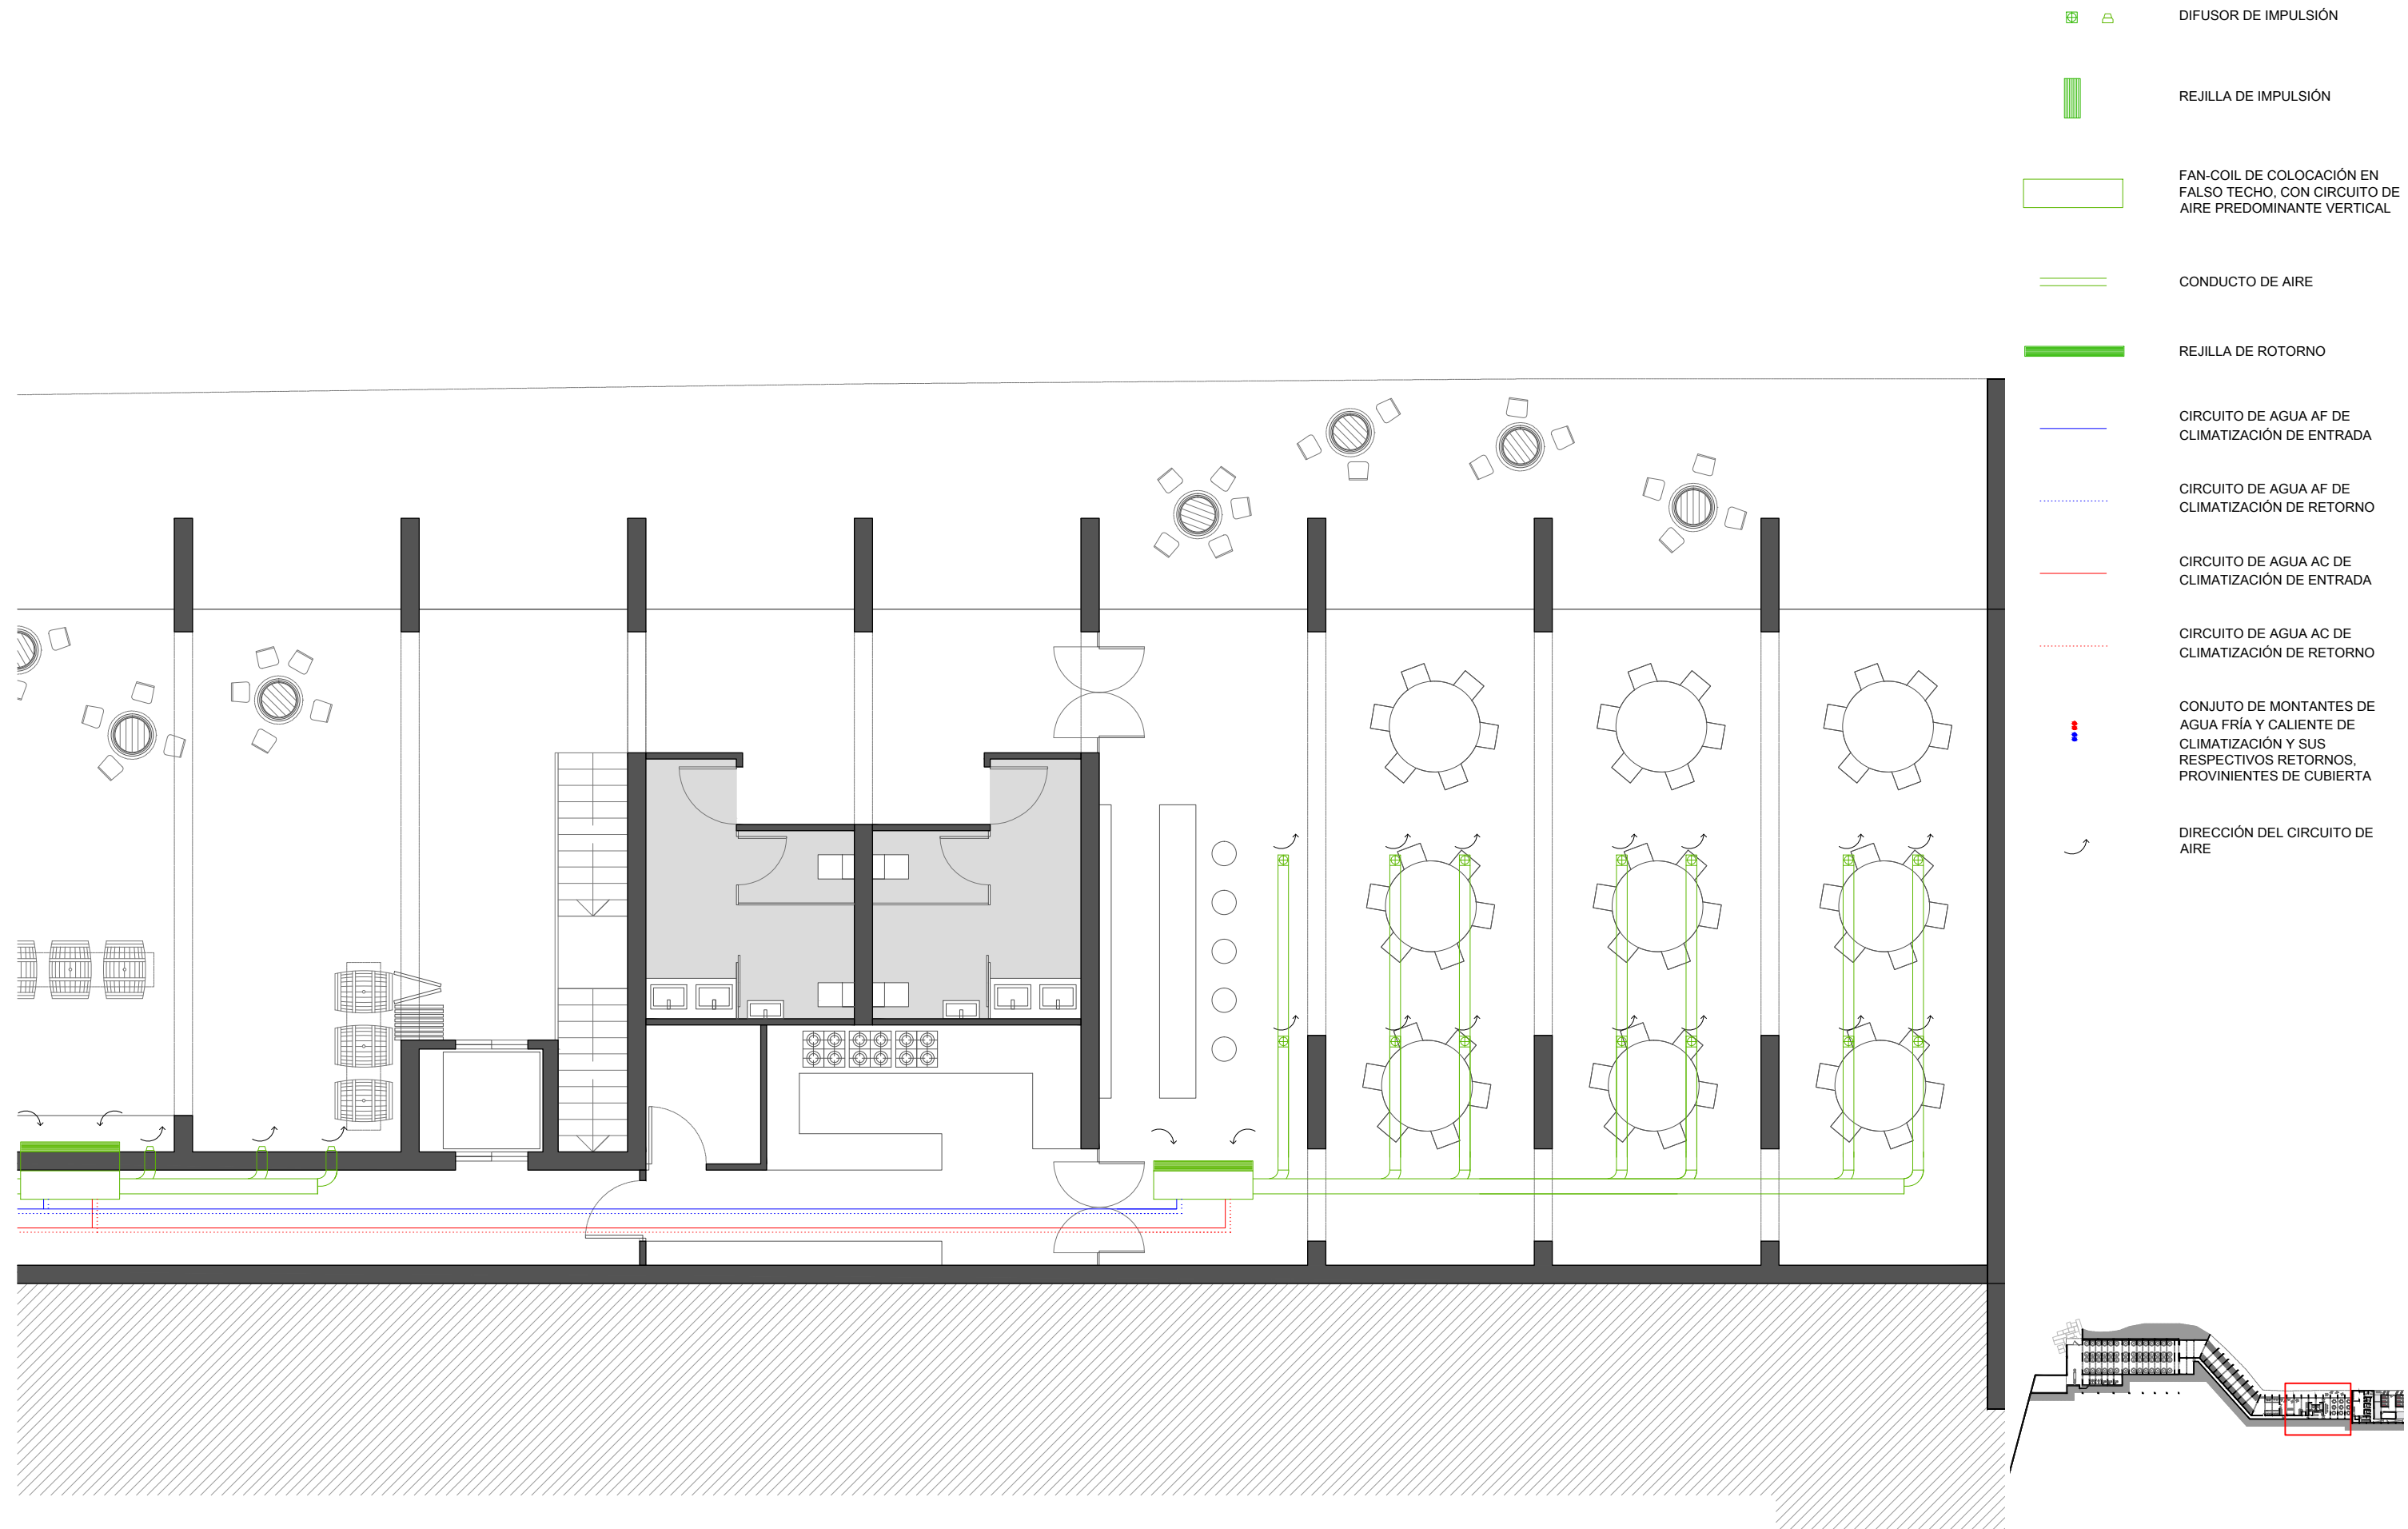 DIFUSOR DE IMPULSIÓN
REJILLA DE IMPULSIÓN
FAN-COIL DE COLOCACIÓN EN
FALSO TECHO, CON CIRCUITO DE
AIRE PREDOMINANTE VERTICAL
CONDUCTO DE AIRE
REJILLA DE ROTORNO
CIRCUITO DE AGUA AF DE
CLIMATIZACIÓN DE ENTRADA
CIRCUITO DE AGUA AF DE
CLIMATIZACIÓN DE RETORNO
CIRCUITO DE AGUA AC DE
CLIMATIZACIÓN DE ENTRADA
CIRCUITO DE AGUA AC DE
CLIMATIZACIÓN DE RETORNO
CONJUTO DE MONTANTES DE
AGUA FRÍA Y CALIENTE DE
CLIMATIZACIÓN Y SUS
RESPECTIVOS RETORNOS,
PROVINIENTES DE CUBIERTA
DIRECCIÓN DEL CIRCUITO DE
AIRE